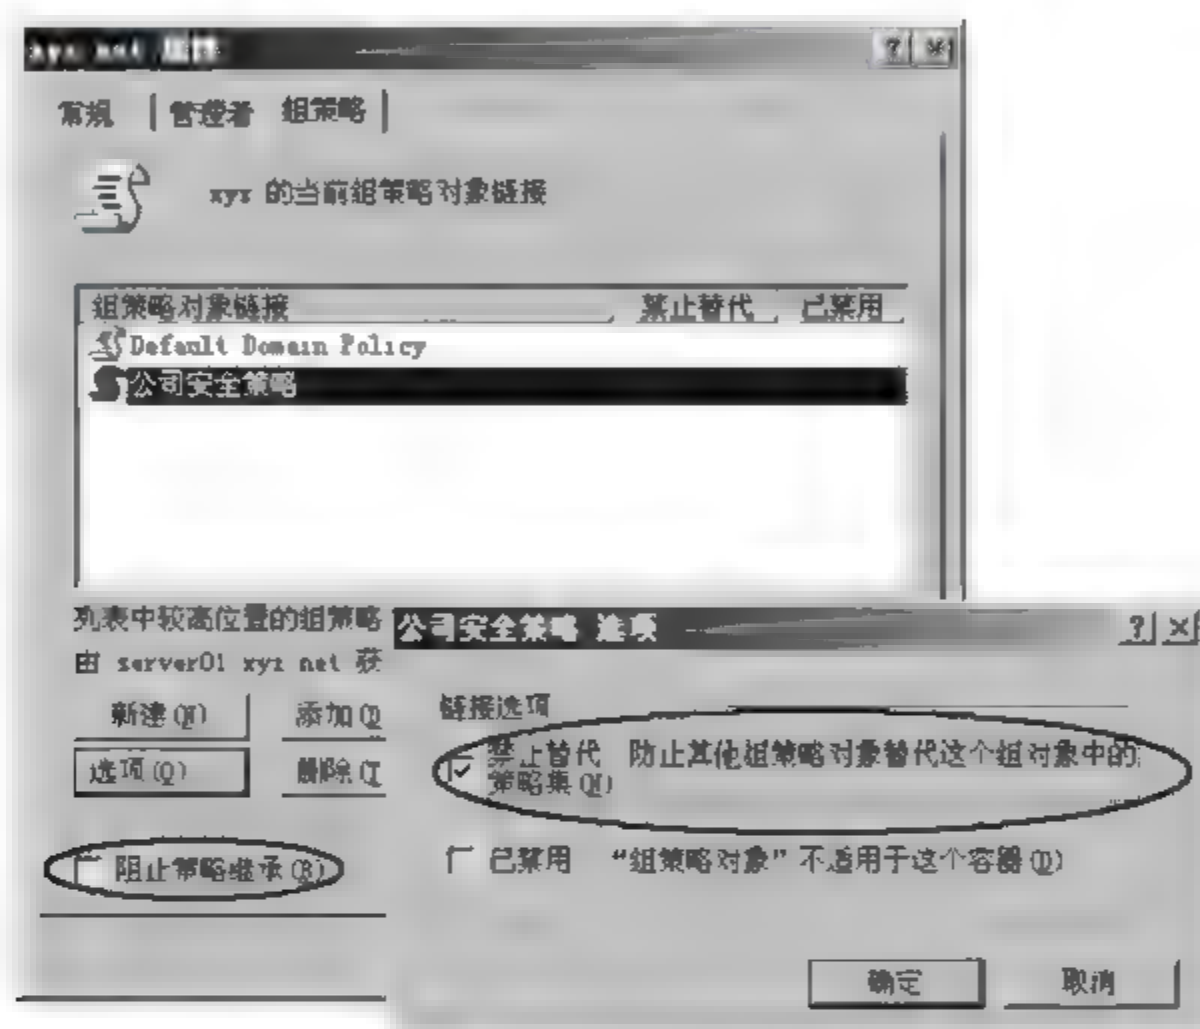 xyz net 属性
常规 管理者 组策略
xyz 的当前组策略对象链接
组策略对象链接 禁止替代 已禁用
Default Domain Policy
公司安全策略
列表中较高位置的组策略
由 server01 xyz net 获
新建(N) 添加(D
选项(O) 删除(T
阻止策略继承(B)
公司安全策略 选项
链接选项
禁止替代 防止其他组策略对象替代这个组对象中的
策略集(N)
已禁用 “组策略对象”不适用于这个容器(D)
确定 取消